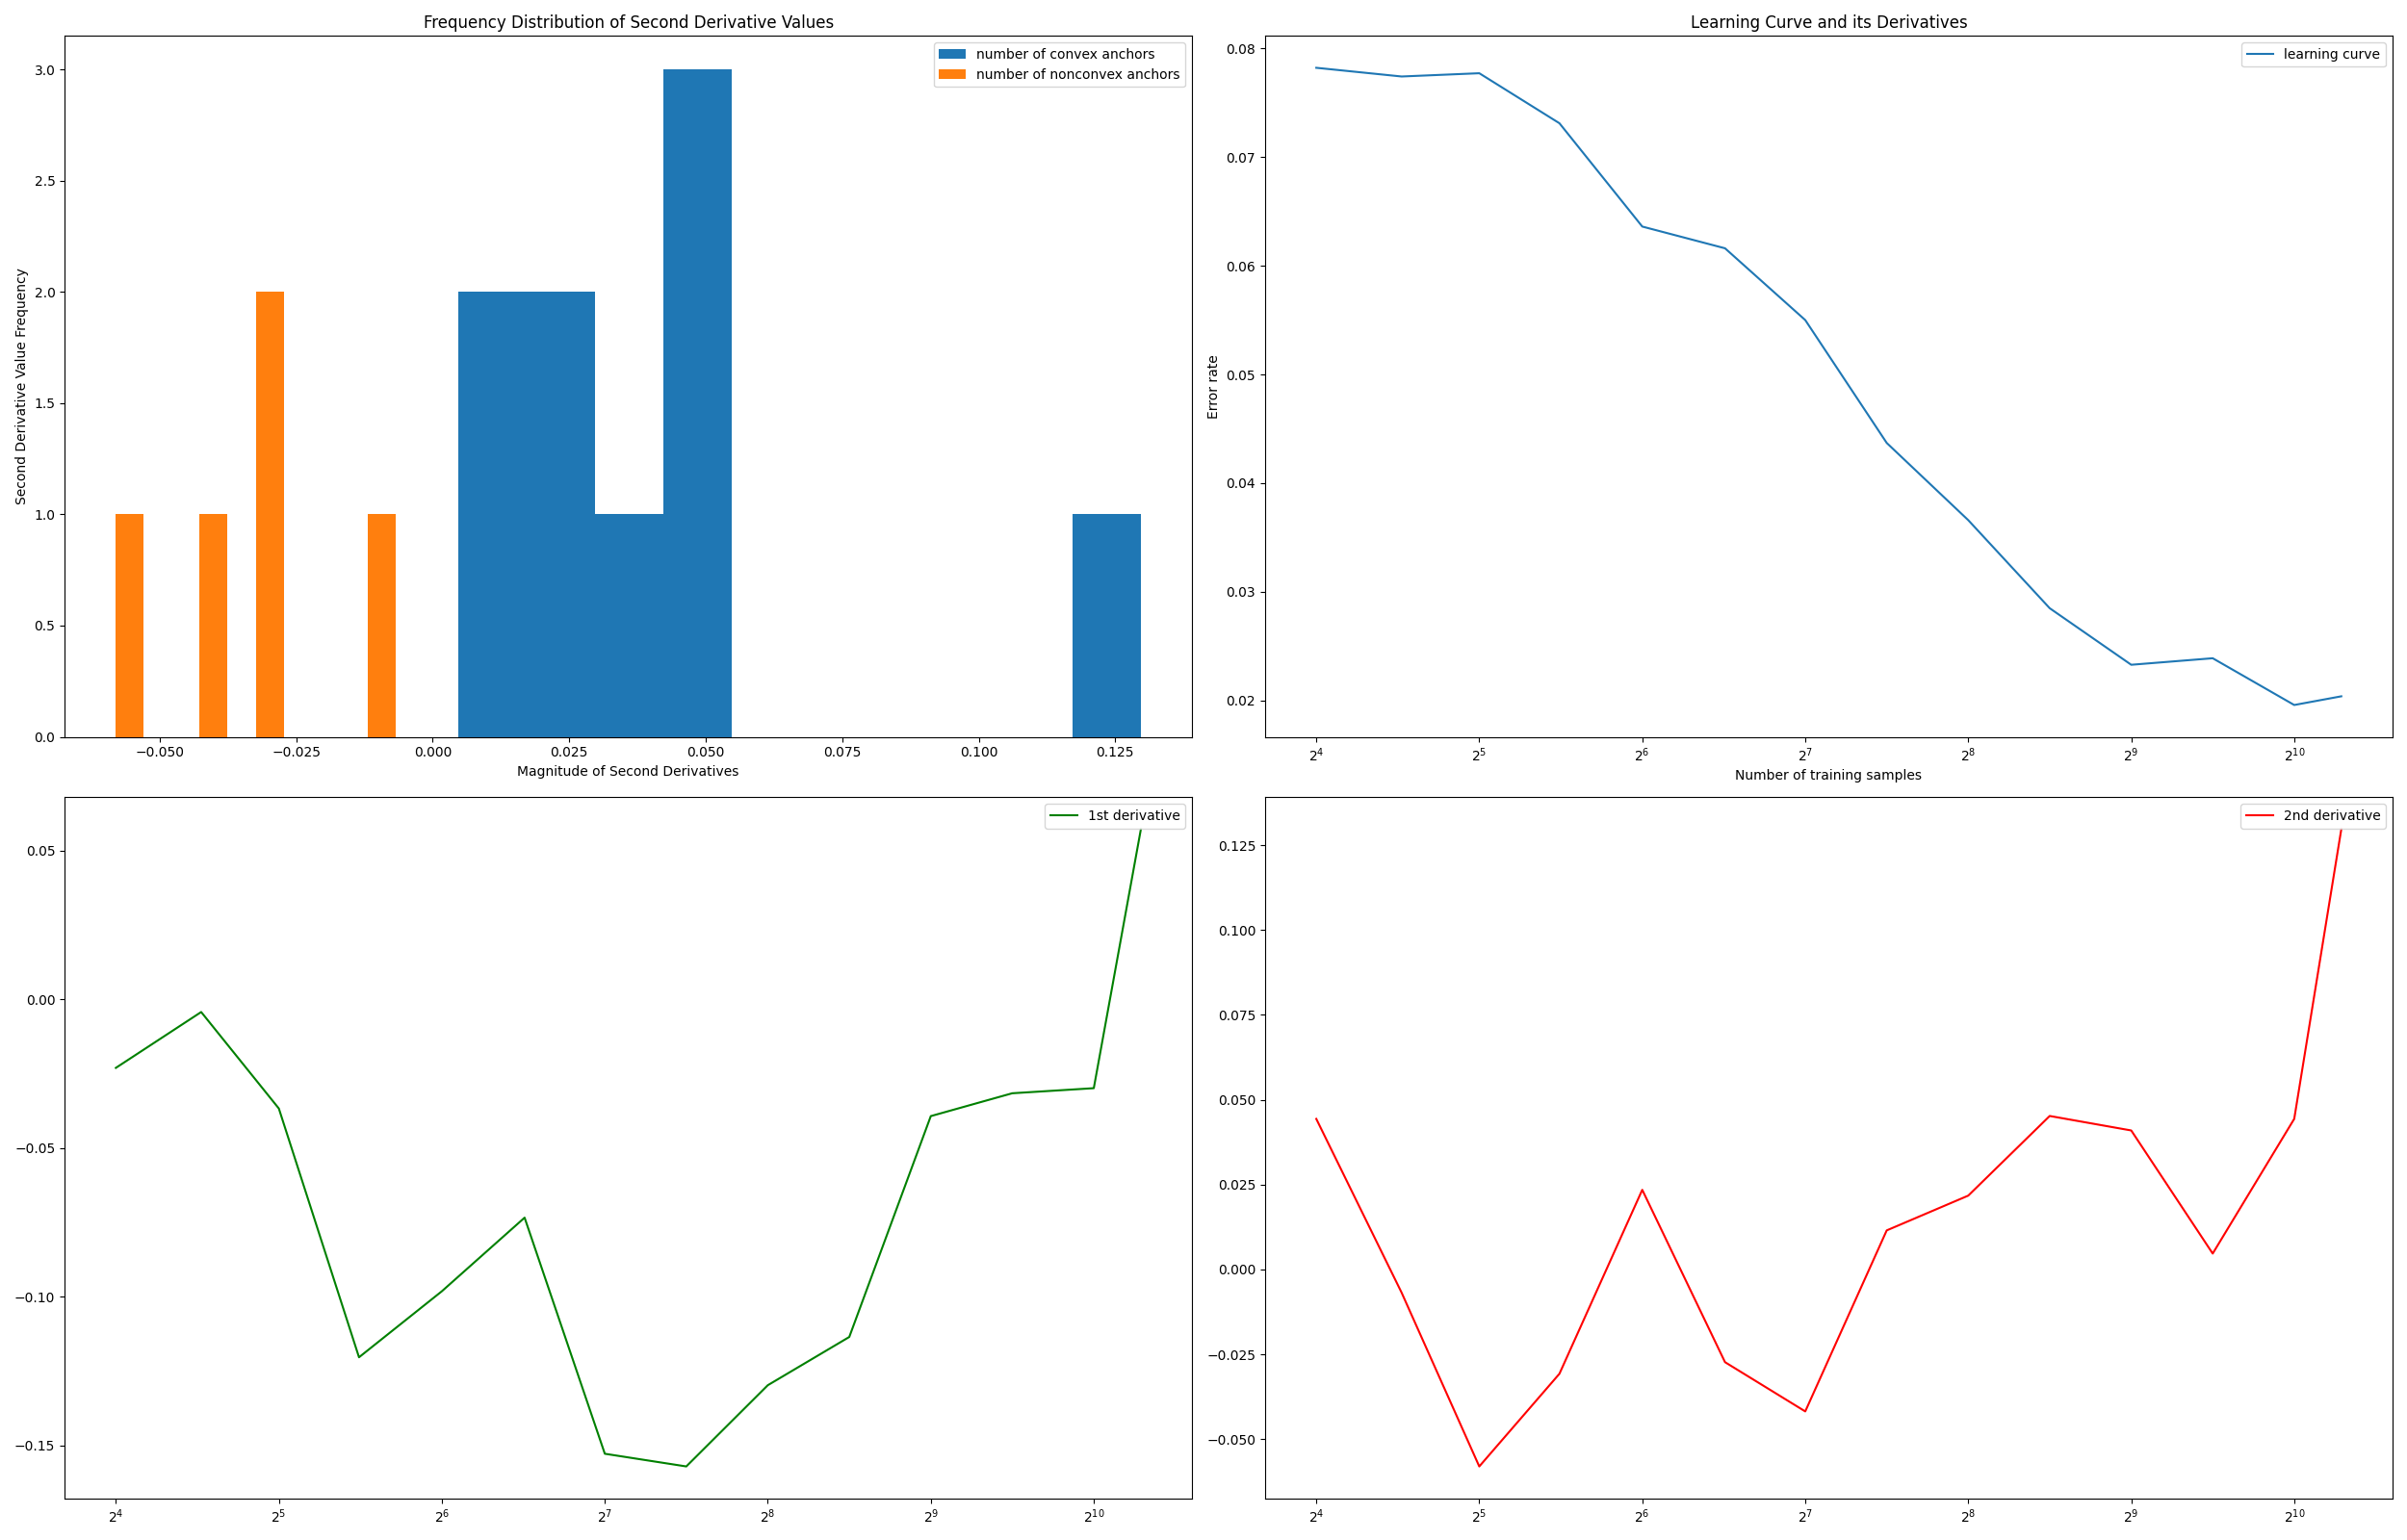 Frequency Distribution of Second Derivative Values
number of convex anchors
number of nonconvex anchors
Second Derivative Value Frequency
3.0
2.5
2.0
1.5
1.0
0.5
0.0
−0.050 −0.025 0.000 0.025 0.050 0.075 0.100 0.125
Magnitude of Second Derivatives
Learning Curve and its Derivatives
learning curve
Error rate
0.08
0.07
0.06
0.05
0.04
0.03
0.02
2⁴ 2⁵ 2⁶ 2⁷ 2⁸ 2⁹ 2¹⁰
Number of training samples
1st derivative
0.05
0.00
−0.05
−0.10
−0.15
2⁴ 2⁵ 2⁶ 2⁷ 2⁸ 2⁹ 2¹⁰
2nd derivative
0.125
0.100
0.075
0.050
0.025
0.000
−0.025
−0.050
2⁴ 2⁵ 2⁶ 2⁷ 2⁸ 2⁹ 2¹⁰